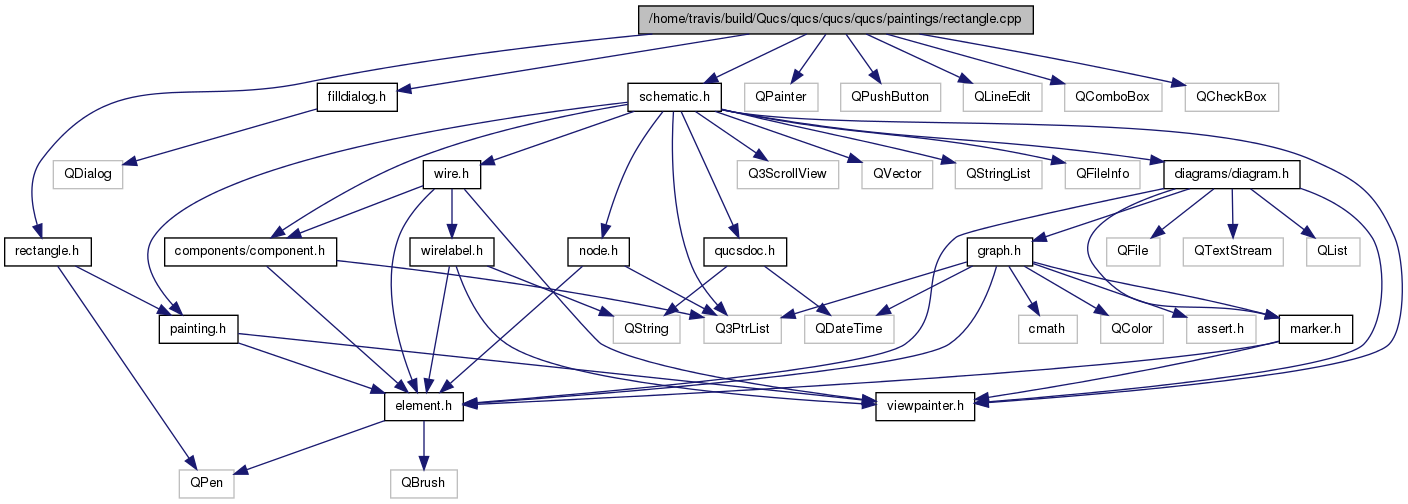 /home/travis/build/Qucs/qucs/qucs/qucs/paintings/rectangle.cpp
filldialog.h
schematic.h
QPainter
QPushButton
QLineEdit
QComboBox
QCheckBox
QDialog
wire.h
Q3ScrollView
QVector
QStringList
QFileInfo
diagrams/diagram.h
rectangle.h
components/component.h
wirelabel.h
node.h
qucsdoc.h
graph.h
QFile
QTextStream
QList
painting.h
QString
Q3PtrList
QDateTime
cmath
QColor
assert.h
marker.h
element.h
viewpainter.h
QPen
QBrush